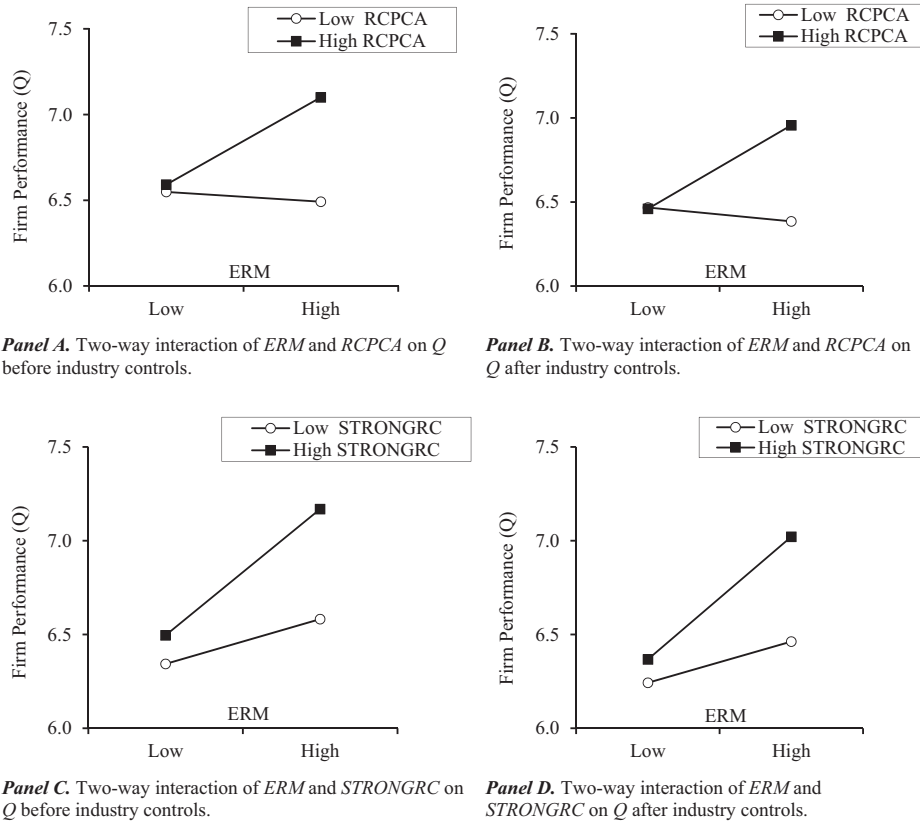 Low RCPCA
High RCPCA
7.5
7.0
6.5
6.0
Firm Performance (Q)
ERM
Low High
Panel A. Two-way interaction of ERM and RCPCA on Q
before industry controls.
Low RCPCA
High RCPCA
7.5
7.0
6.5
6.0
Firm Performance (Q)
ERM
Low High
Panel B. Two-way interaction of ERM and RCPCA on
Q after industry controls.
Low STRONGRC
High STRONGRC
7.5
7.0
6.5
6.0
Firm Performance (Q)
ERM
Low High
Panel C. Two-way interaction of ERM and STRONGRC on
Q before industry controls.
Low STRONGRC
High STRONGRC
7.5
7.0
6.5
6.0
Firm Performance (Q)
ERM
Low High
Panel D. Two-way interaction of ERM and
STRONGRC on Q after industry controls.